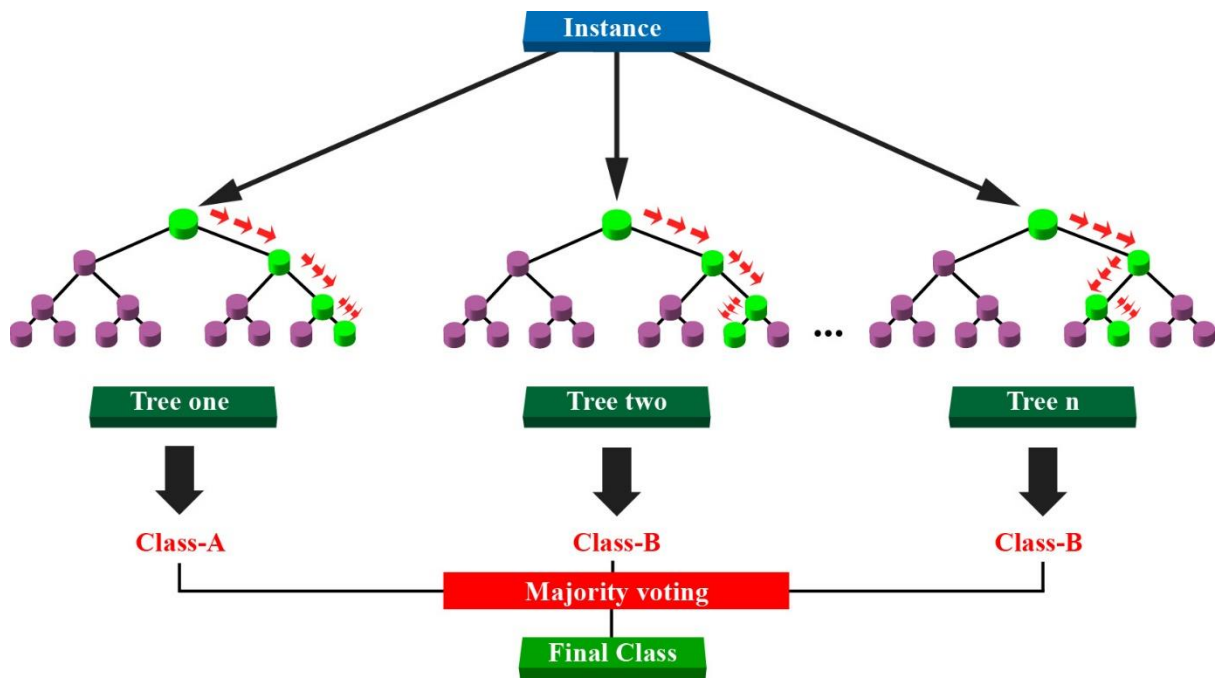 Instance
...
Tree one
Tree two
Tree n
Class-A
Class-B
Class-B
Majority voting
Final Class